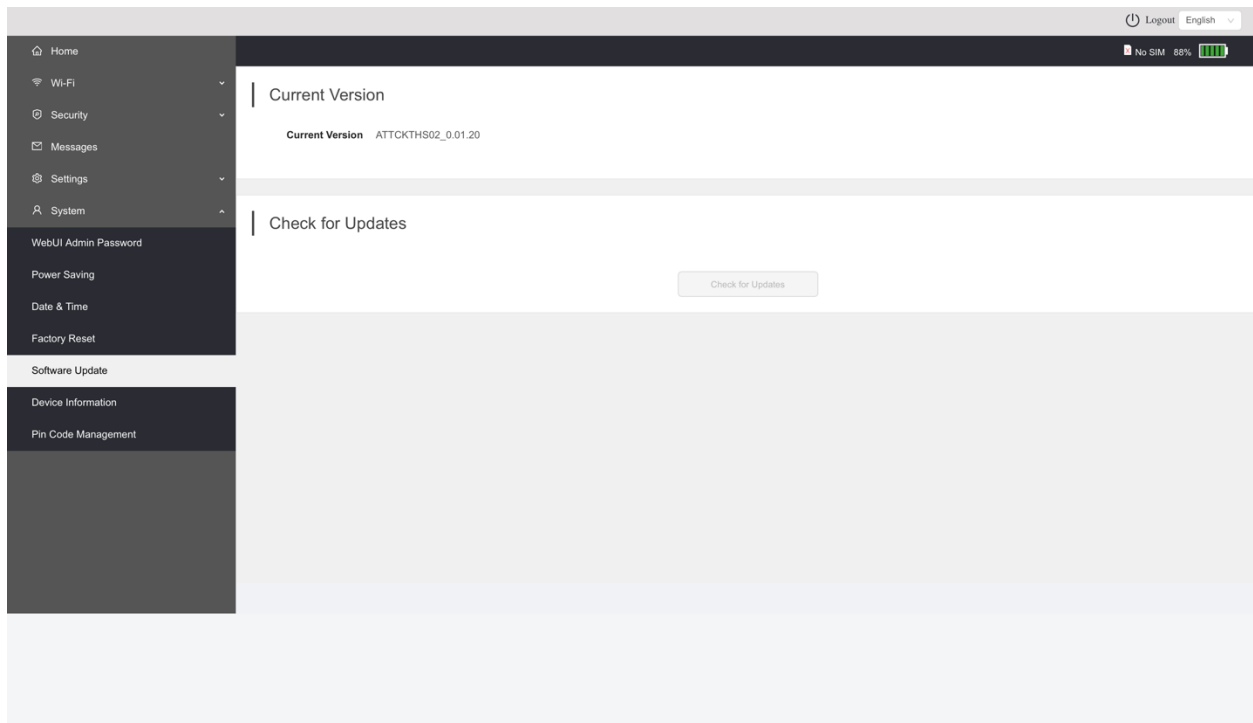 Logout English
Home
No SIM 88%
Wi-Fi
Current Version
Security
Current Version ATTCKTHS02_0.01.20
Messages
Settings
System
Check for Updates
WebUI Admin Password
Power Saving
Check for Updates
Date & Time
Factory Reset
Software Update
Device Information
Pin Code Management